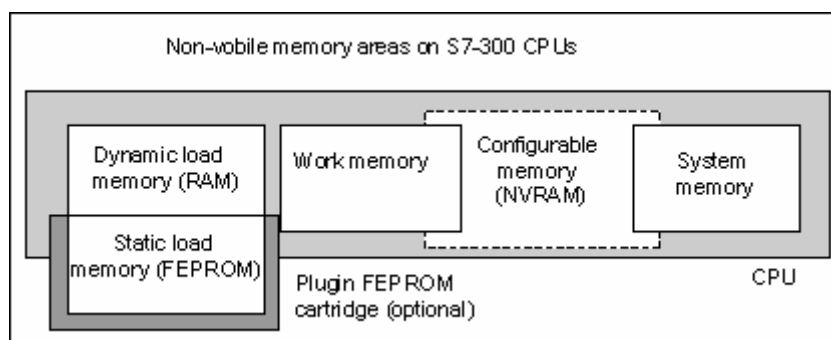 Non-vobile memory areas on S7-300 CPUs
Dynamic load
memory (RAM)
Work memory
Configurable
memory
(NVRAM)
System
memory
Static load
memory (FEPROM)
Plugin FEPROM
cartridge (optional)
CPU